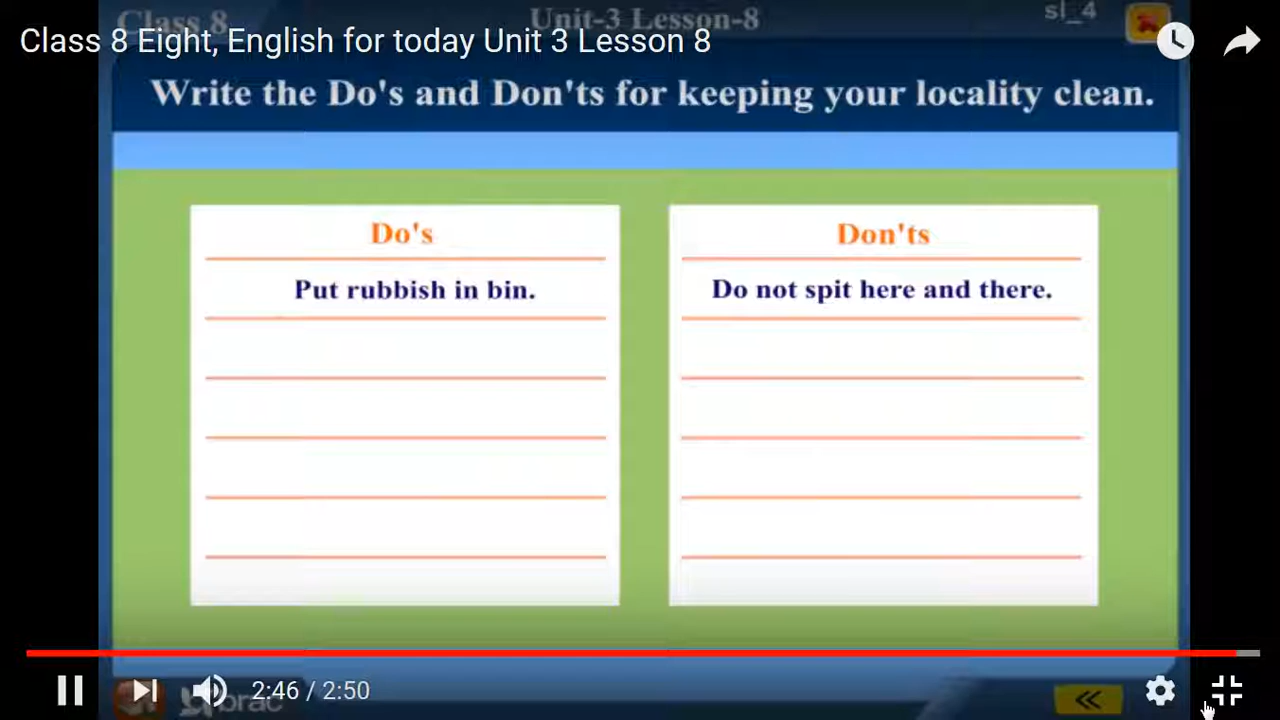 Class 8
Unit-3 Lesson-8
sl_4
Class 8 Eight, English for today Unit 3 Lesson 8
Write the Do's and Don'ts for keeping your locality clean.
Do's
Put rubbish in bin.
Don'ts
Do not spit here and there.
2:46 / 2:50
brac